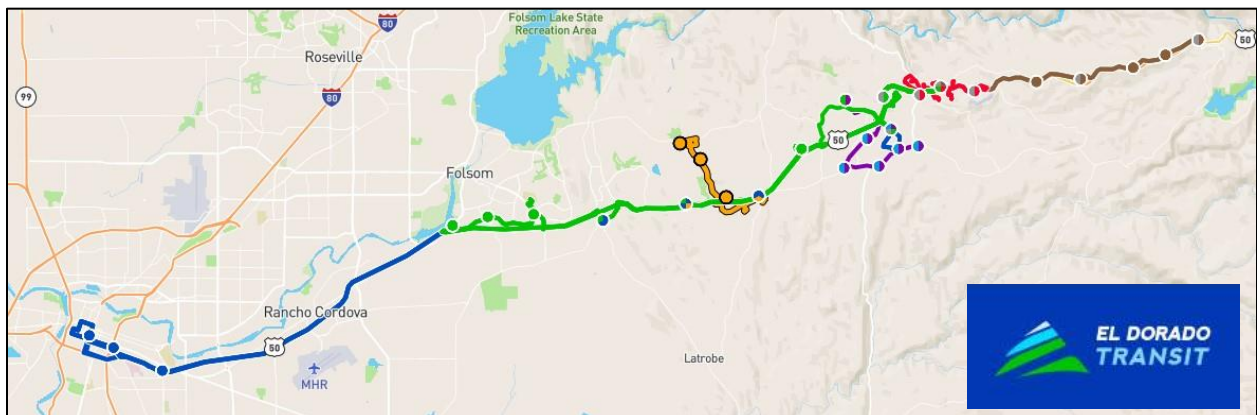 Folsom Lake State
Recreation Area
80
50
Roseville
99
80
50
Folsom
Rancho Cordova
50
MHR
Latrobe
EL DORADO
TRANSIT